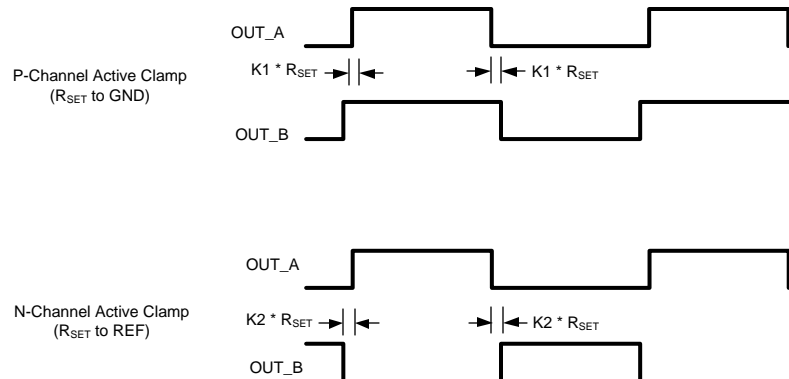 OUT_A
K1 * RSET
K1 * RSET
P-Channel Active Clamp
(RSET to GND)
OUT_B
OUT_A
N-Channel Active Clamp
(RSET to REF)
K2 * RSET
K2 * RSET
OUT_B